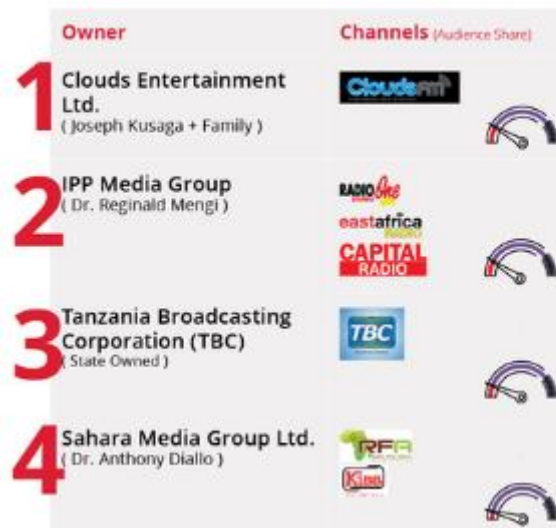 Owner
Channels (Audience Share)
1
Clouds Entertainment
Ltd.
( Joseph Kusaga + Family )
CloudsFM
2
IPP Media Group
( Dr. Reginald Mengi )
RADIO One
eastafrica
RADIO
CAPITAL
RADIO
3
Tanzania Broadcasting
Corporation (TBC)
( State Owned )
TBC
4
Sahara Media Group Ltd.
( Dr. Anthony Diallo )
RFA
Kiss